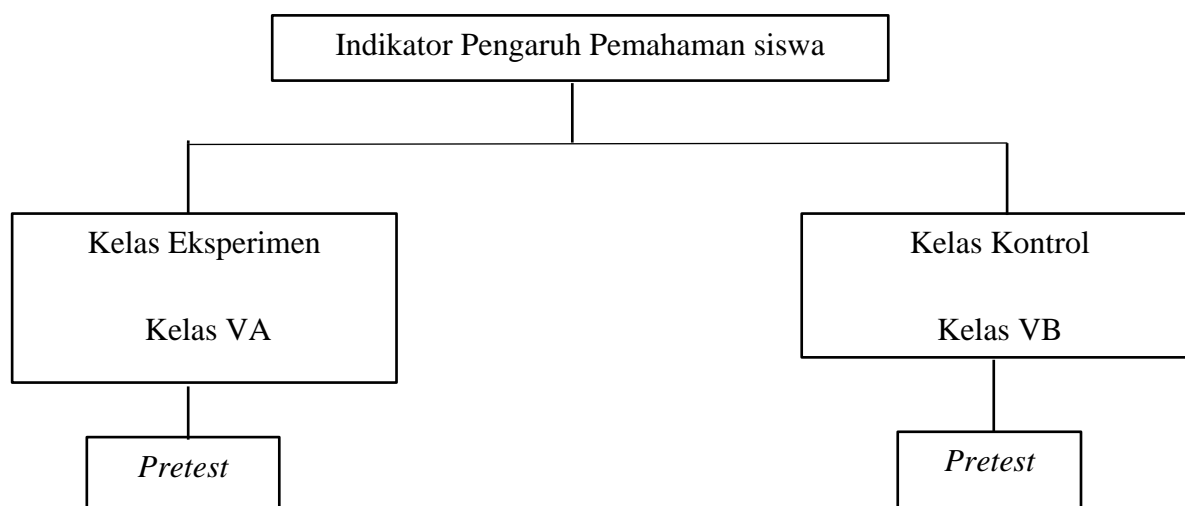 Indikator Pengaruh Pemahaman siswa
Kelas Eksperimen
Kelas VA
Kelas Kontrol
Kelas VB
Pretest
Pretest